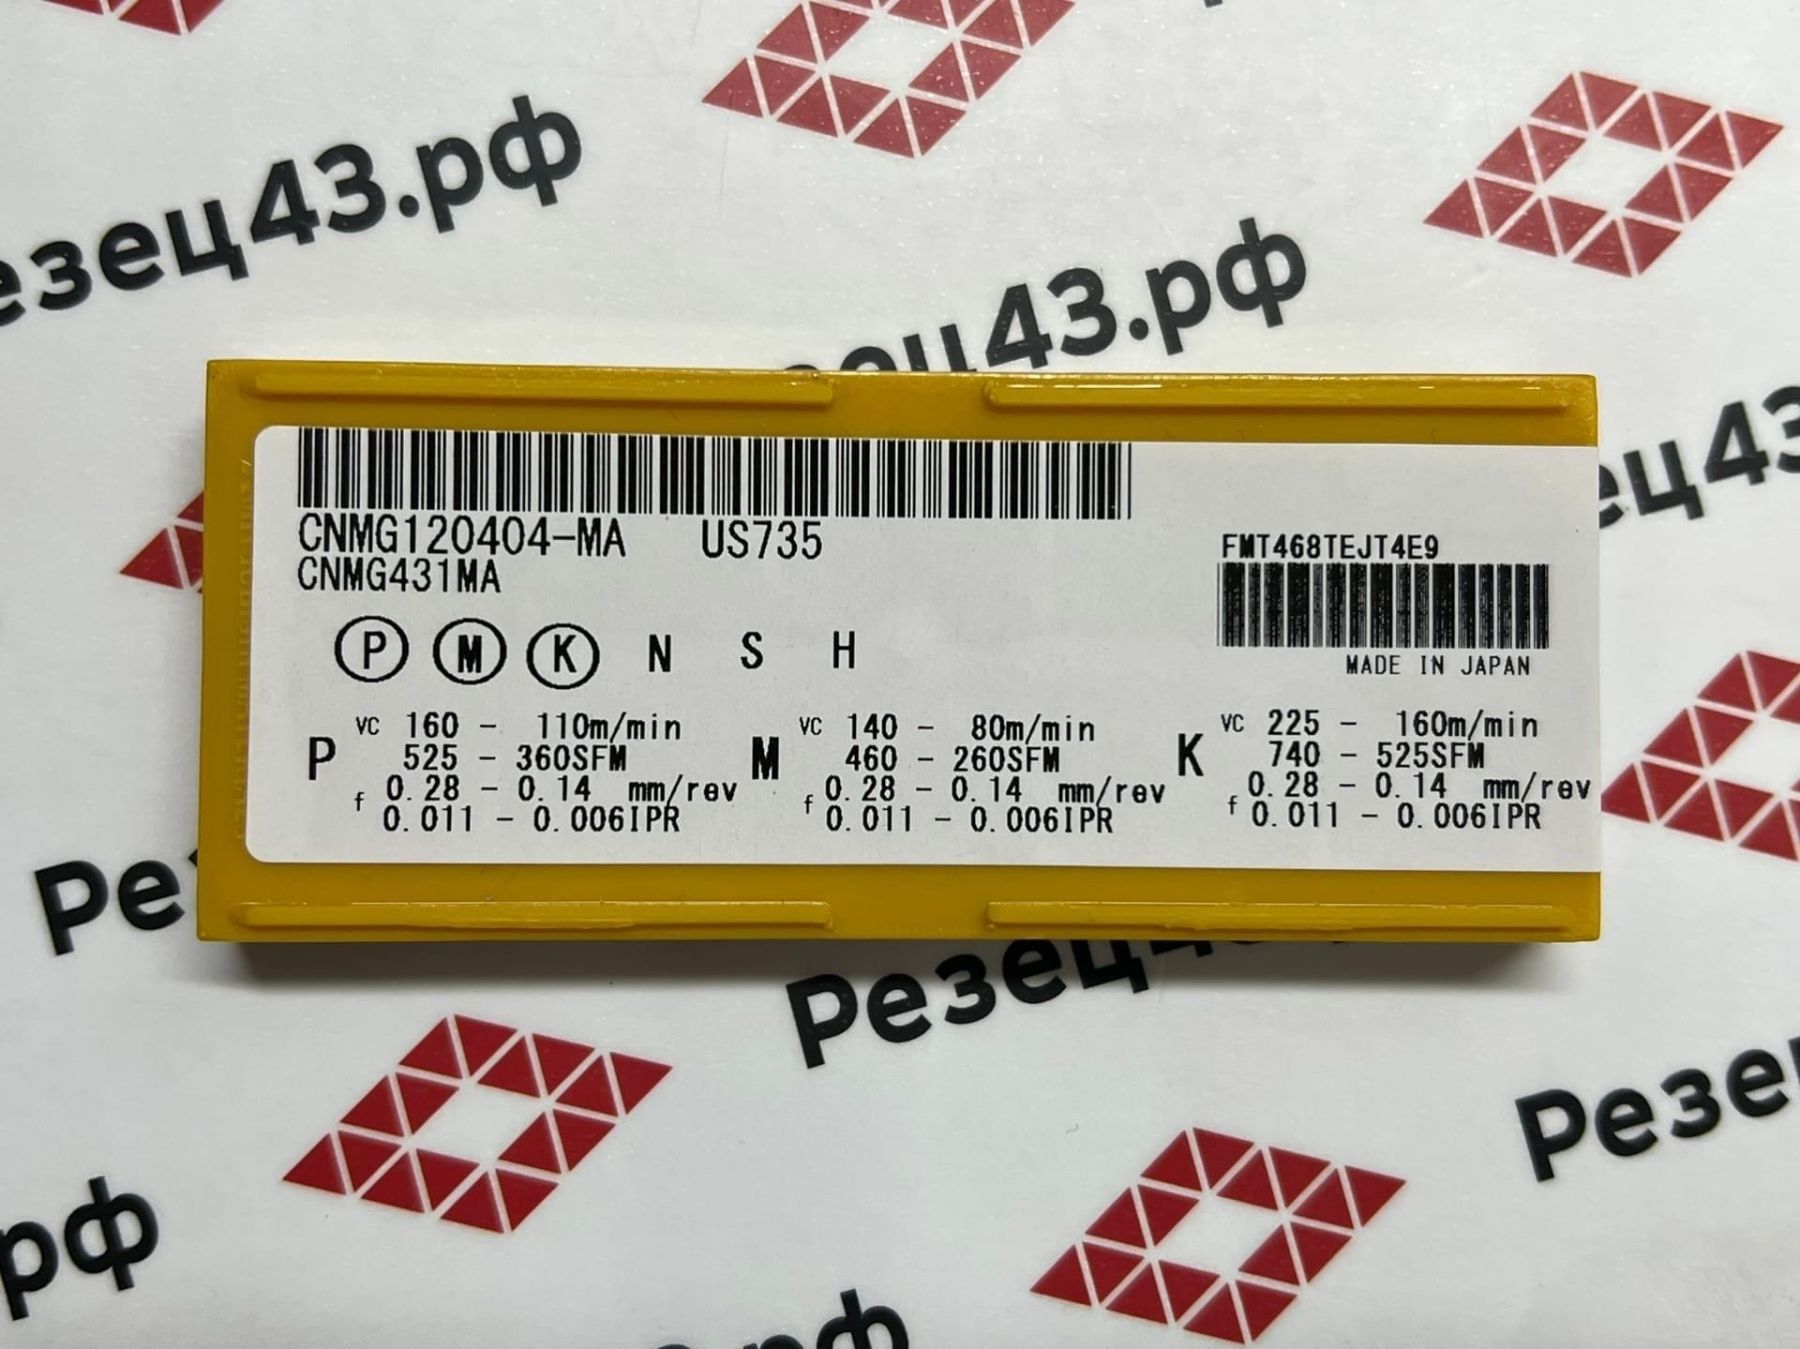 Резец43.рф
ец43.рф
CNMG120404-MA US735
CNMG431MA
FMT468TEJT4E9
MADE IN JAPAN
P M K N S H
P
VC 160 - 110m/min
525 - 360SFM
f 0.28 - 0.14 mm/rev
0.011 - 0.006IPR
M
VC 140 - 80m/min
460 - 260SFM
f 0.28 - 0.14 mm/rev
0.011 - 0.006IPR
K
VC 225 - 160m/min
740 - 525SFM
f 0.28 - 0.14 mm/rev
0.011 - 0.006IPR
ец43
Ре
Резец43
Резе
.рф
рф